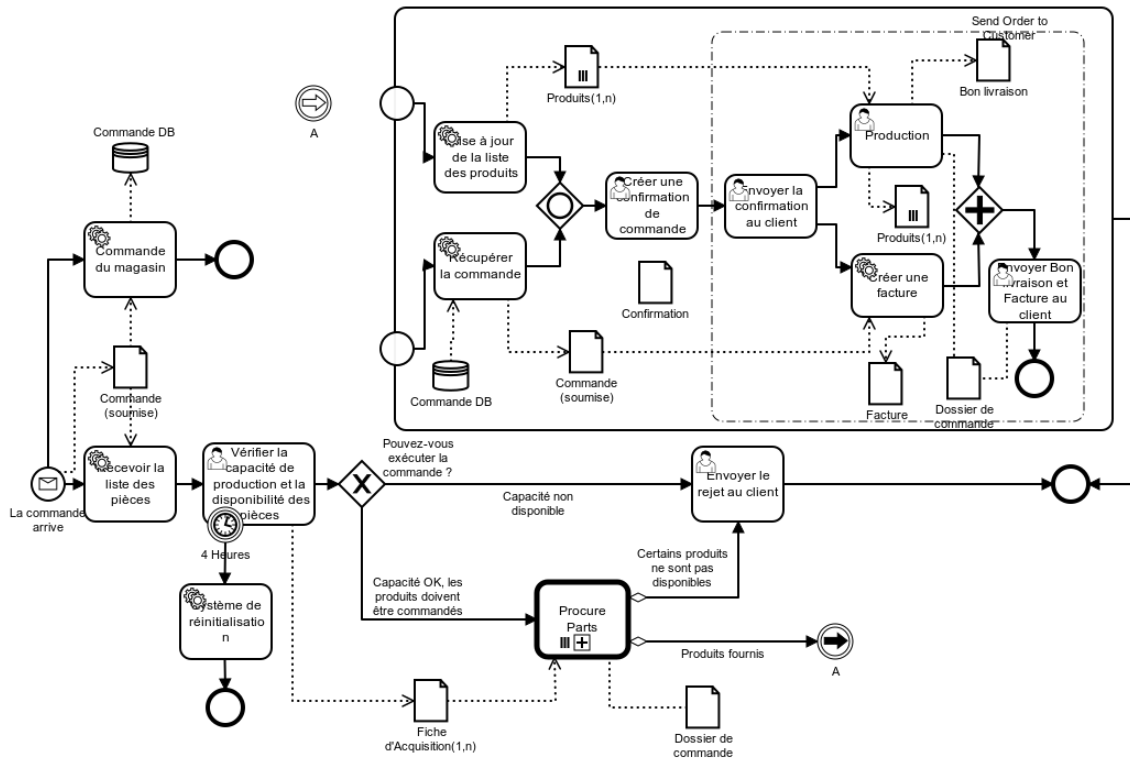 Send Order to
Customer
Produits(1,n)
Bon livraison
A
Commande DB
Mise à jour
de la liste
des produits
Production
Créer une
confirmation
de
commande
Envoyer la
confirmation
au client
Produits(1,n)
Commande
du magasin
Récupérer
la commande
Créer une
facture
Envoyer Bon
livraison et
Facture au
client
Confirmation
Commande DB
Commande
(soumise)
Facture
Dossier de
commande
Commande
(soumise)
Pouvez-vous
exécuter la
commande ?
Recevoir la
liste des
pièces
Vérifier la
capacité de
production et la
disponibilité des
pièces
Envoyer le
rejet au client
Capacité non
disponible
La commande
arrive
4 Heures
Certains produits
ne sont pas
disponibles
Capacité OK, les
produits doivent
être commandés
Système de
réinitialisatio
n
Procure
Parts
Produits fournis
A
Fiche
d'Acquisition(1,n)
Dossier de
commande